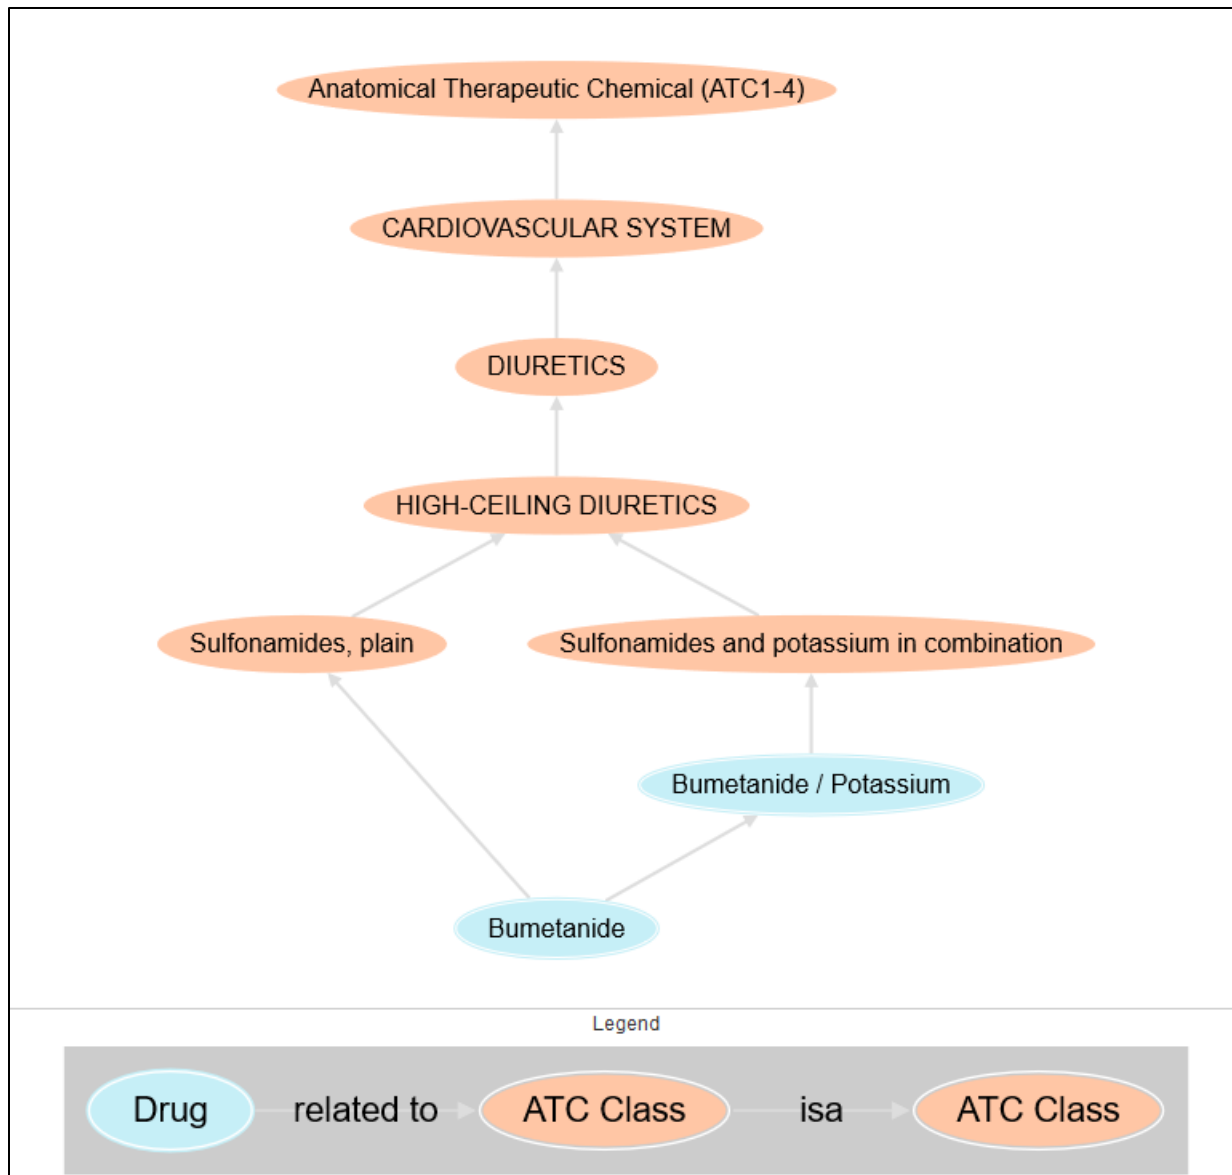 Anatomical Therapeutic Chemical (ATC1-4)
CARDIOVASCULAR SYSTEM
DIURETICS
HIGH-CEILING DIURETICS
Sulfonamides, plain
Sulfonamides and potassium in combination
Bumetanide / Potassium
Bumetanide
Legend
Drug related to ATC Class isa ATC Class